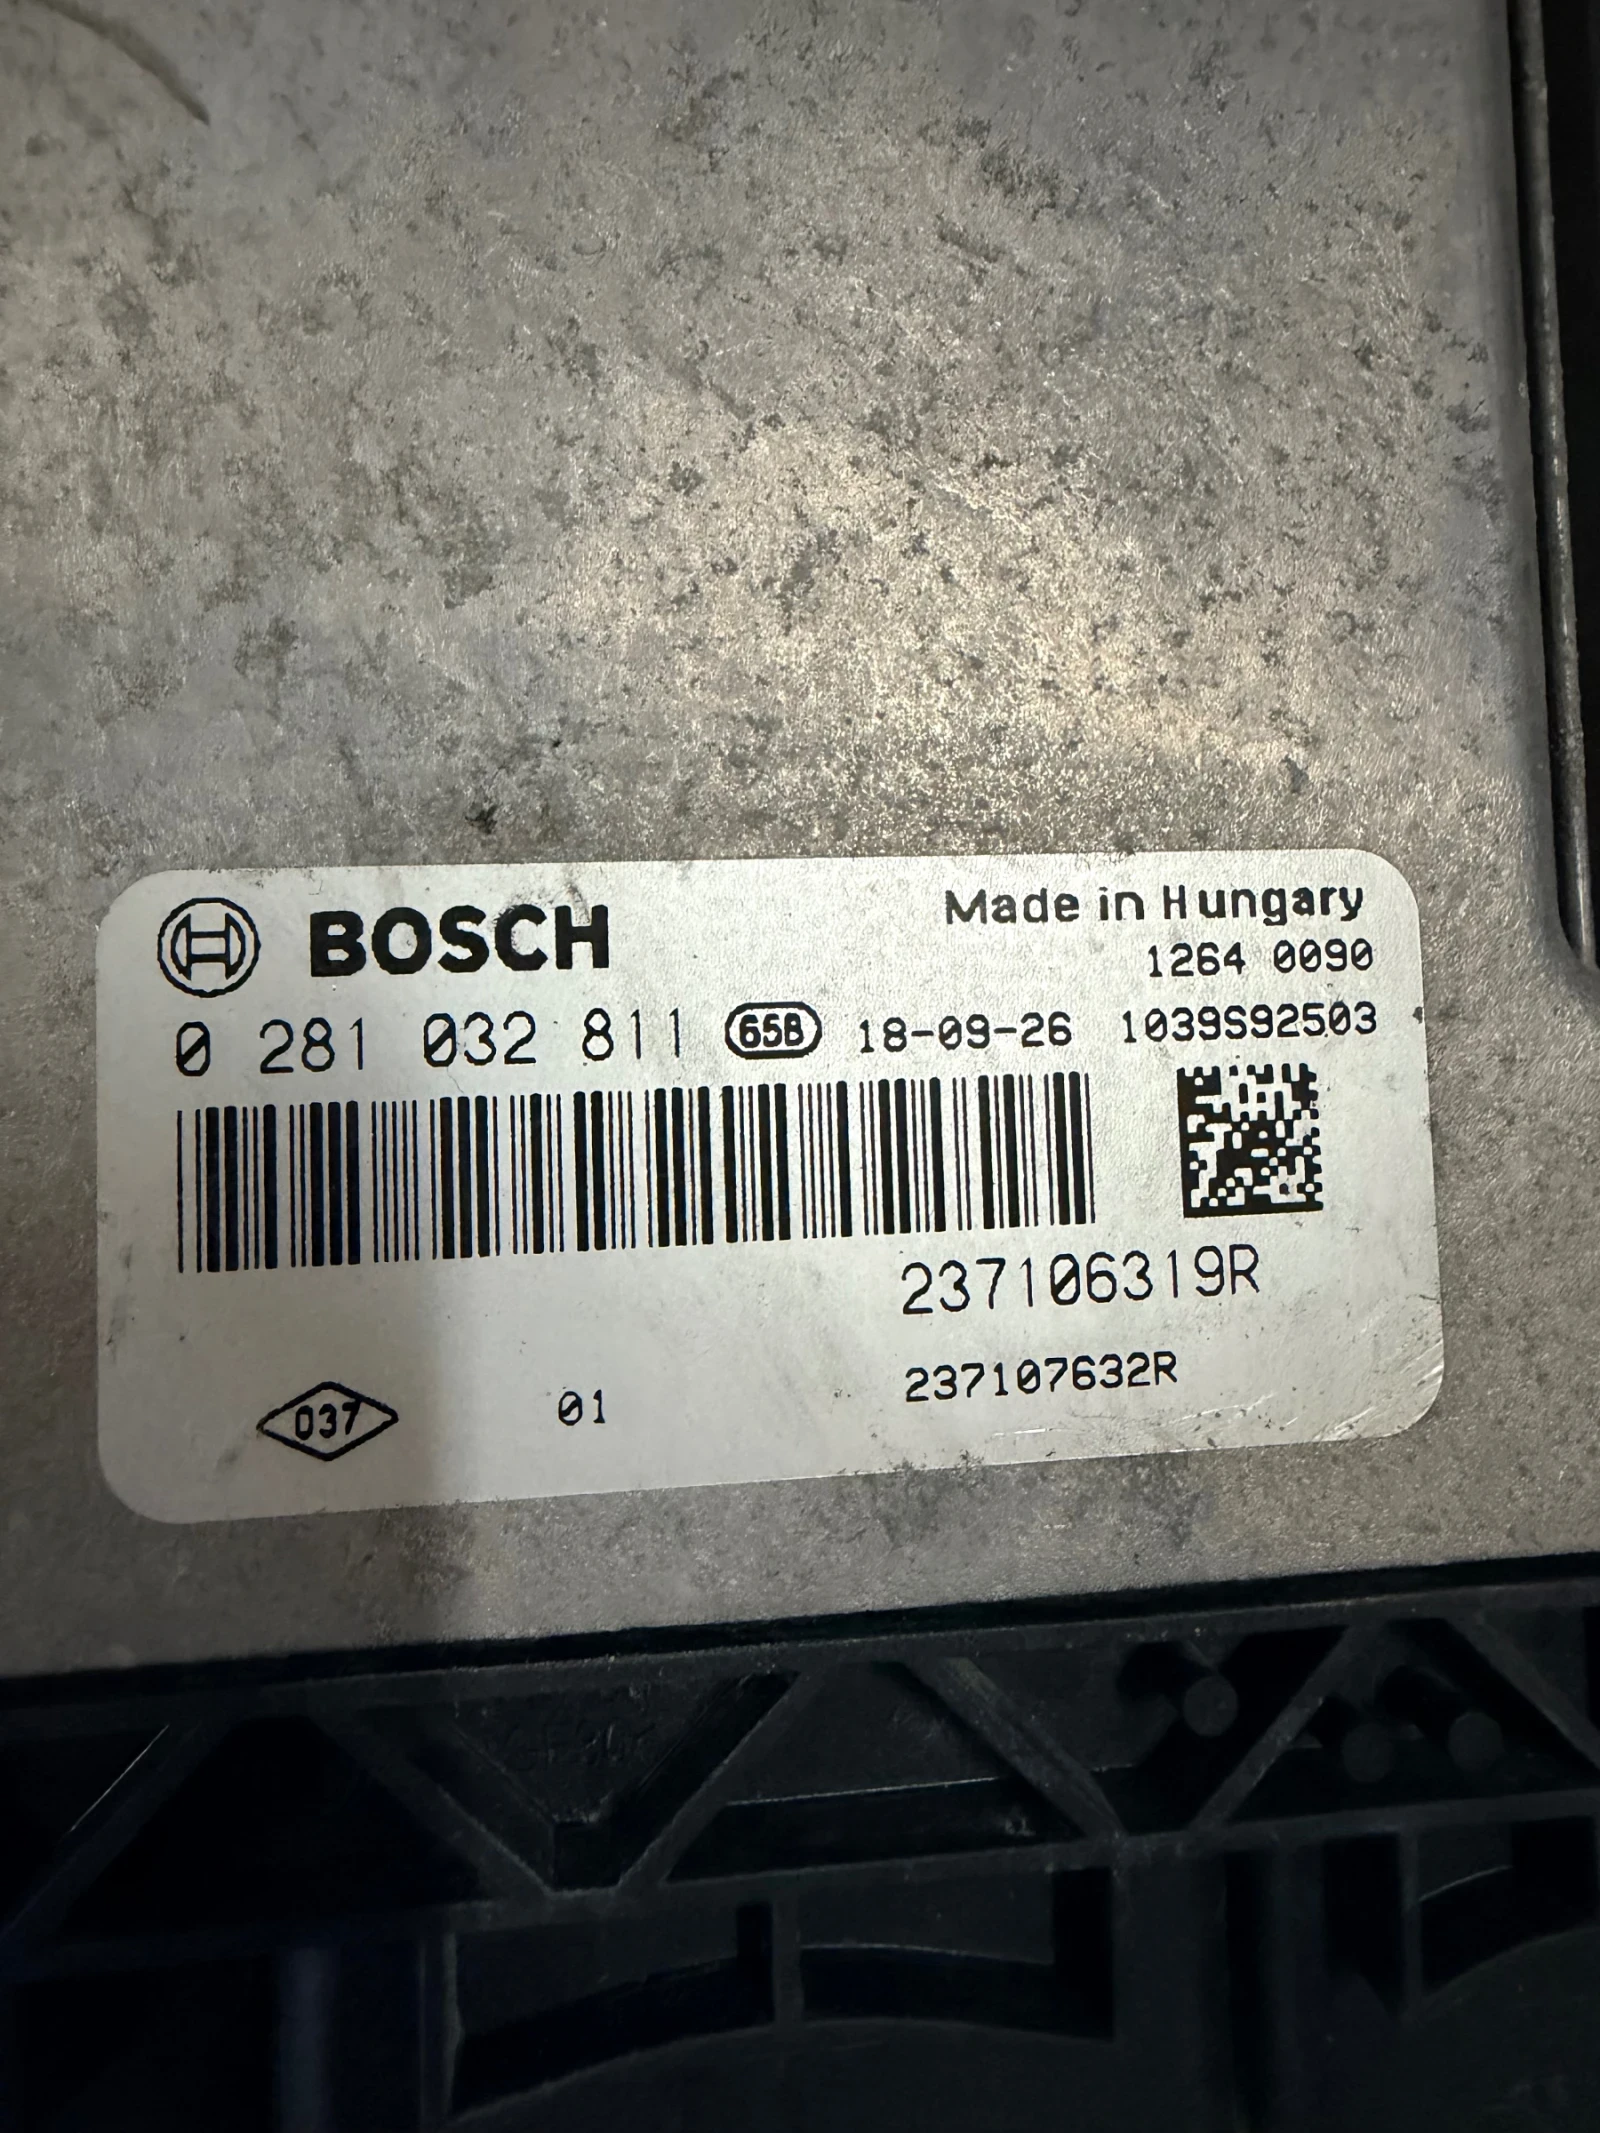 BOSCH
Made in Hungary
1264 0090
0 281 032 811 65B 18-09-26 1039S92503
237106319R
037 01 237107632R